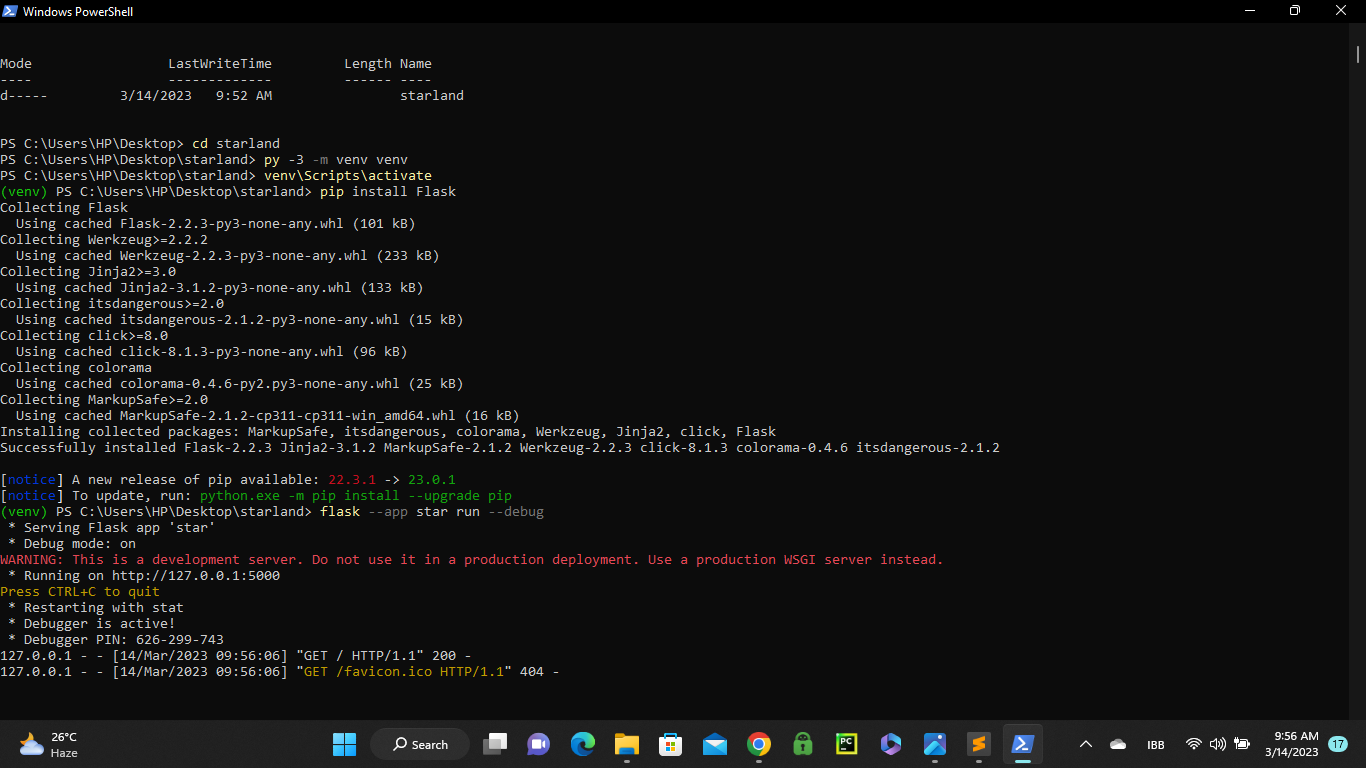 Windows PowerShell
Mode LastWriteTime Length Name
---- ------------- ------ ----
d----- 3/14/2023 9:52 AM starland
PS C:\Users\HP\Desktop> cd starland
PS C:\Users\HP\Desktop\starland> py -3 -m venv venv
PS C:\Users\HP\Desktop\starland> venv\Scripts\activate
(venv) PS C:\Users\HP\Desktop\starland> pip install Flask
Collecting Flask
  Using cached Flask-2.2.3-py3-none-any.whl (101 kB)
Collecting Werkzeug>=2.2.2
  Using cached Werkzeug-2.2.3-py3-none-any.whl (233 kB)
Collecting Jinja2>=3.0
  Using cached Jinja2-3.1.2-py3-none-any.whl (133 kB)
Collecting itsdangerous>=2.0
  Using cached itsdangerous-2.1.2-py3-none-any.whl (15 kB)
Collecting click>=8.0
  Using cached click-8.1.3-py3-none-any.whl (96 kB)
Collecting colorama
  Using cached colorama-0.4.6-py2.py3-none-any.whl (25 kB)
Collecting MarkupSafe>=2.0
  Using cached MarkupSafe-2.1.2-cp311-cp311-win_amd64.whl (16 kB)
Installing collected packages: MarkupSafe, itsdangerous, colorama, Werkzeug, Jinja2, click, Flask
Successfully installed Flask-2.2.3 Jinja2-3.1.2 MarkupSafe-2.1.2 Werkzeug-2.2.3 click-8.1.3 colorama-0.4.6 itsdangerous-2.1.2
[notice] A new release of pip available: 22.3.1 -> 23.0.1
[notice] To update, run: python.exe -m pip install --upgrade pip
(venv) PS C:\Users\HP\Desktop\starland> flask --app star run --debug
 * Serving Flask app 'star'
 * Debug mode: on
WARNING: This is a development server. Do not use it in a production deployment. Use a production WSGI server instead.
 * Running on http://127.0.0.1:5000
Press CTRL+C to quit
 * Restarting with stat
 * Debugger is active!
 * Debugger PIN: 626-299-743
127.0.0.1 - - [14/Mar/2023 09:56:06] "GET / HTTP/1.1" 200 -
127.0.0.1 - - [14/Mar/2023 09:56:06] "GET /favicon.ico HTTP/1.1" 404 -
26°C
Haze
Search
PC
IBB
9:56 AM
3/14/2023
17